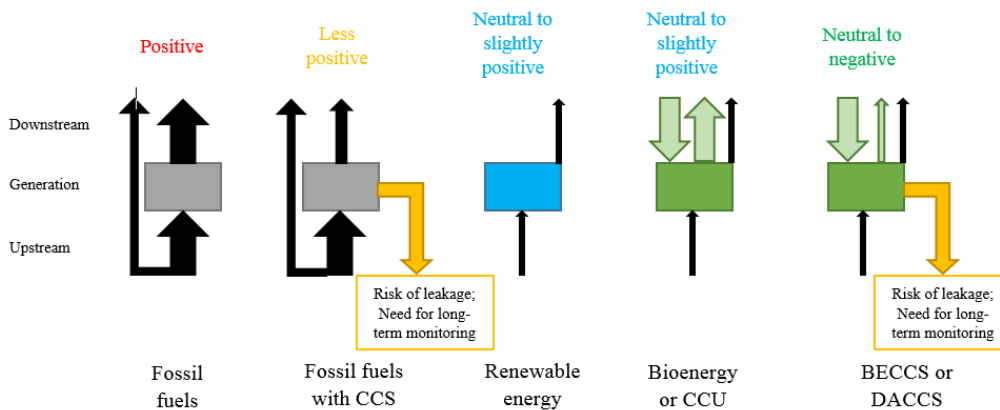 Positive
Less
positive
Neutral to
slightly
positive
Neutral to
slightly
positive
Neutral to
negative
Downstream
Generation
Upstream
Risk of leakage;
Need for long-
term monitoring
Risk of leakage;
Need for long-
term monitoring
Fossil
fuels
Fossil fuels
with CCS
Renewable
energy
Bioenergy
or CCU
BECCS or
DACCS